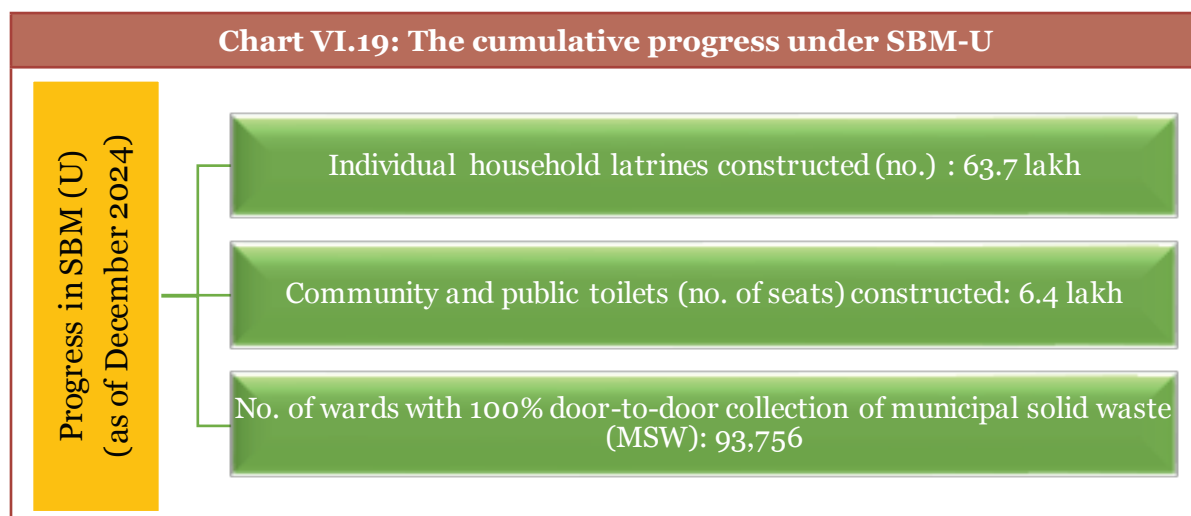 Chart VI.19: The cumulative progress under SBM-U
Progress in SBM (U)
(as of December 2024)
Individual household latrines constructed (no.) : 63.7 lakh
Community and public toilets (no. of seats) constructed: 6.4 lakh
No. of wards with 100% door-to-door collection of municipal solid waste
(MSW): 93,756